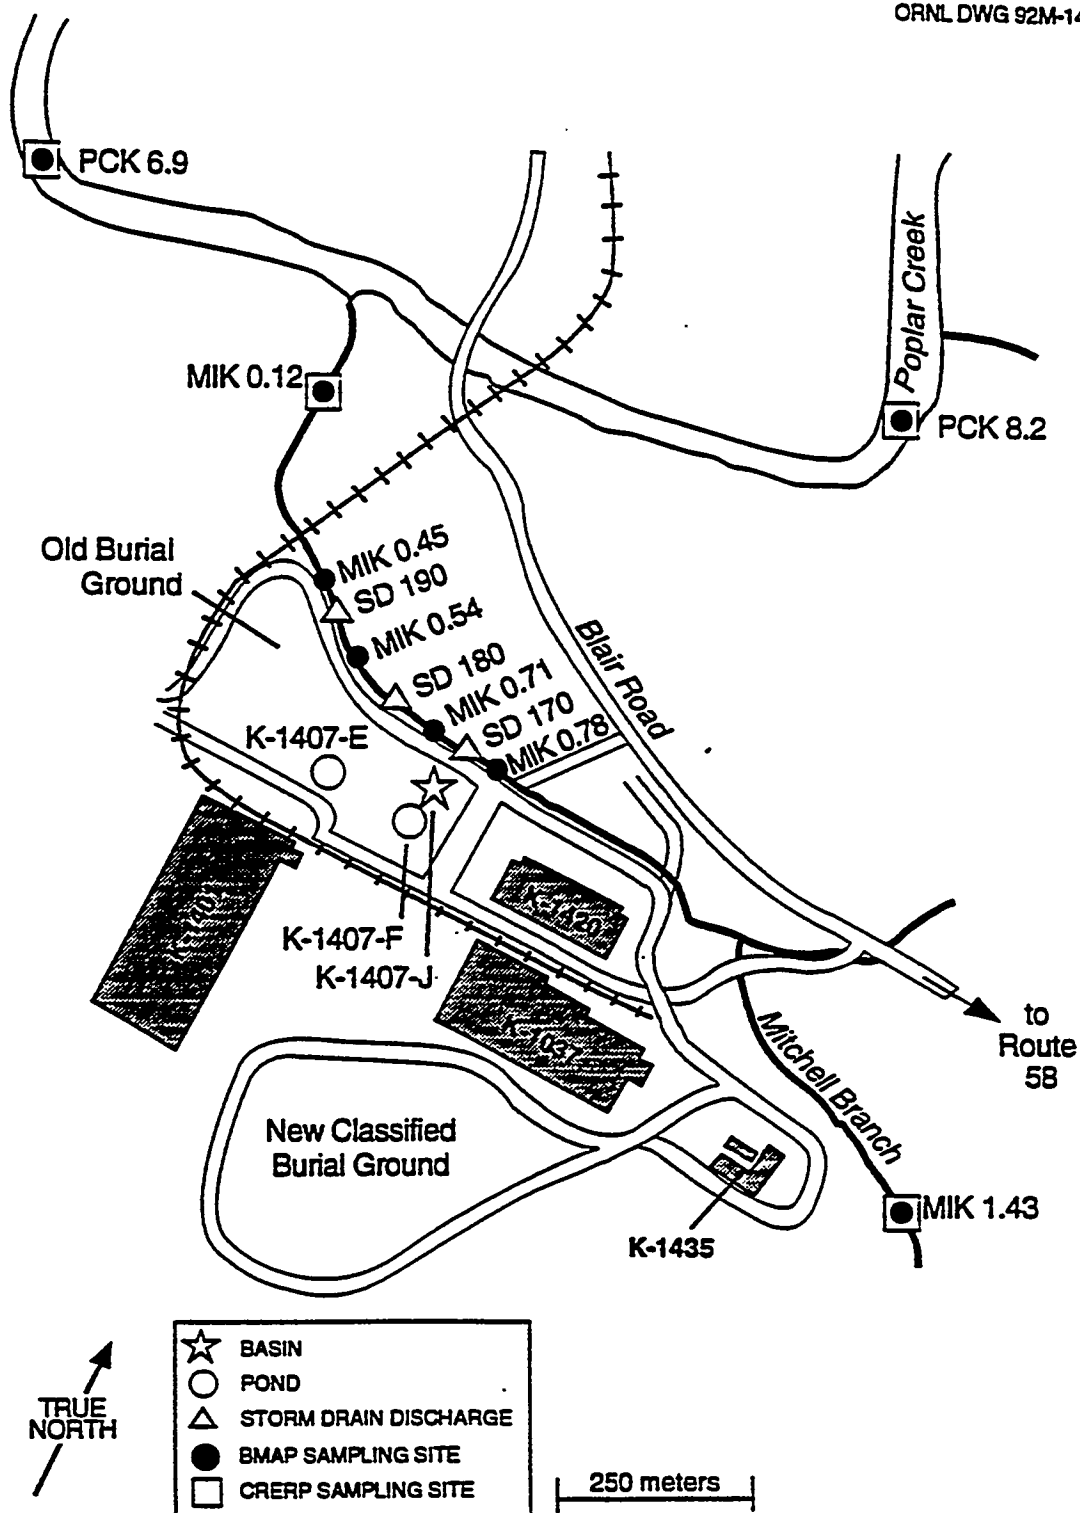 ORNL DWG 92M-14
PCK 6.9
Poplar Creek
MIK 0.12
PCK 8.2
Old Burial
Ground
MIK 0.45
SD 190
MIK 0.54
SD 180
MIK 0.71
SD 170
MIK 0.78
Blair Road
K-1407-E
K-1420
K-1407-F
K-1407-J
K-1037
to
Route
58
Mitchell Branch
New Classified
Burial Ground
MIK 1.43
K-1435
TRUE
NORTH
BASIN
POND
STORM DRAIN DISCHARGE
BMAP SAMPLING SITE
CRERP SAMPLING SITE
250 meters